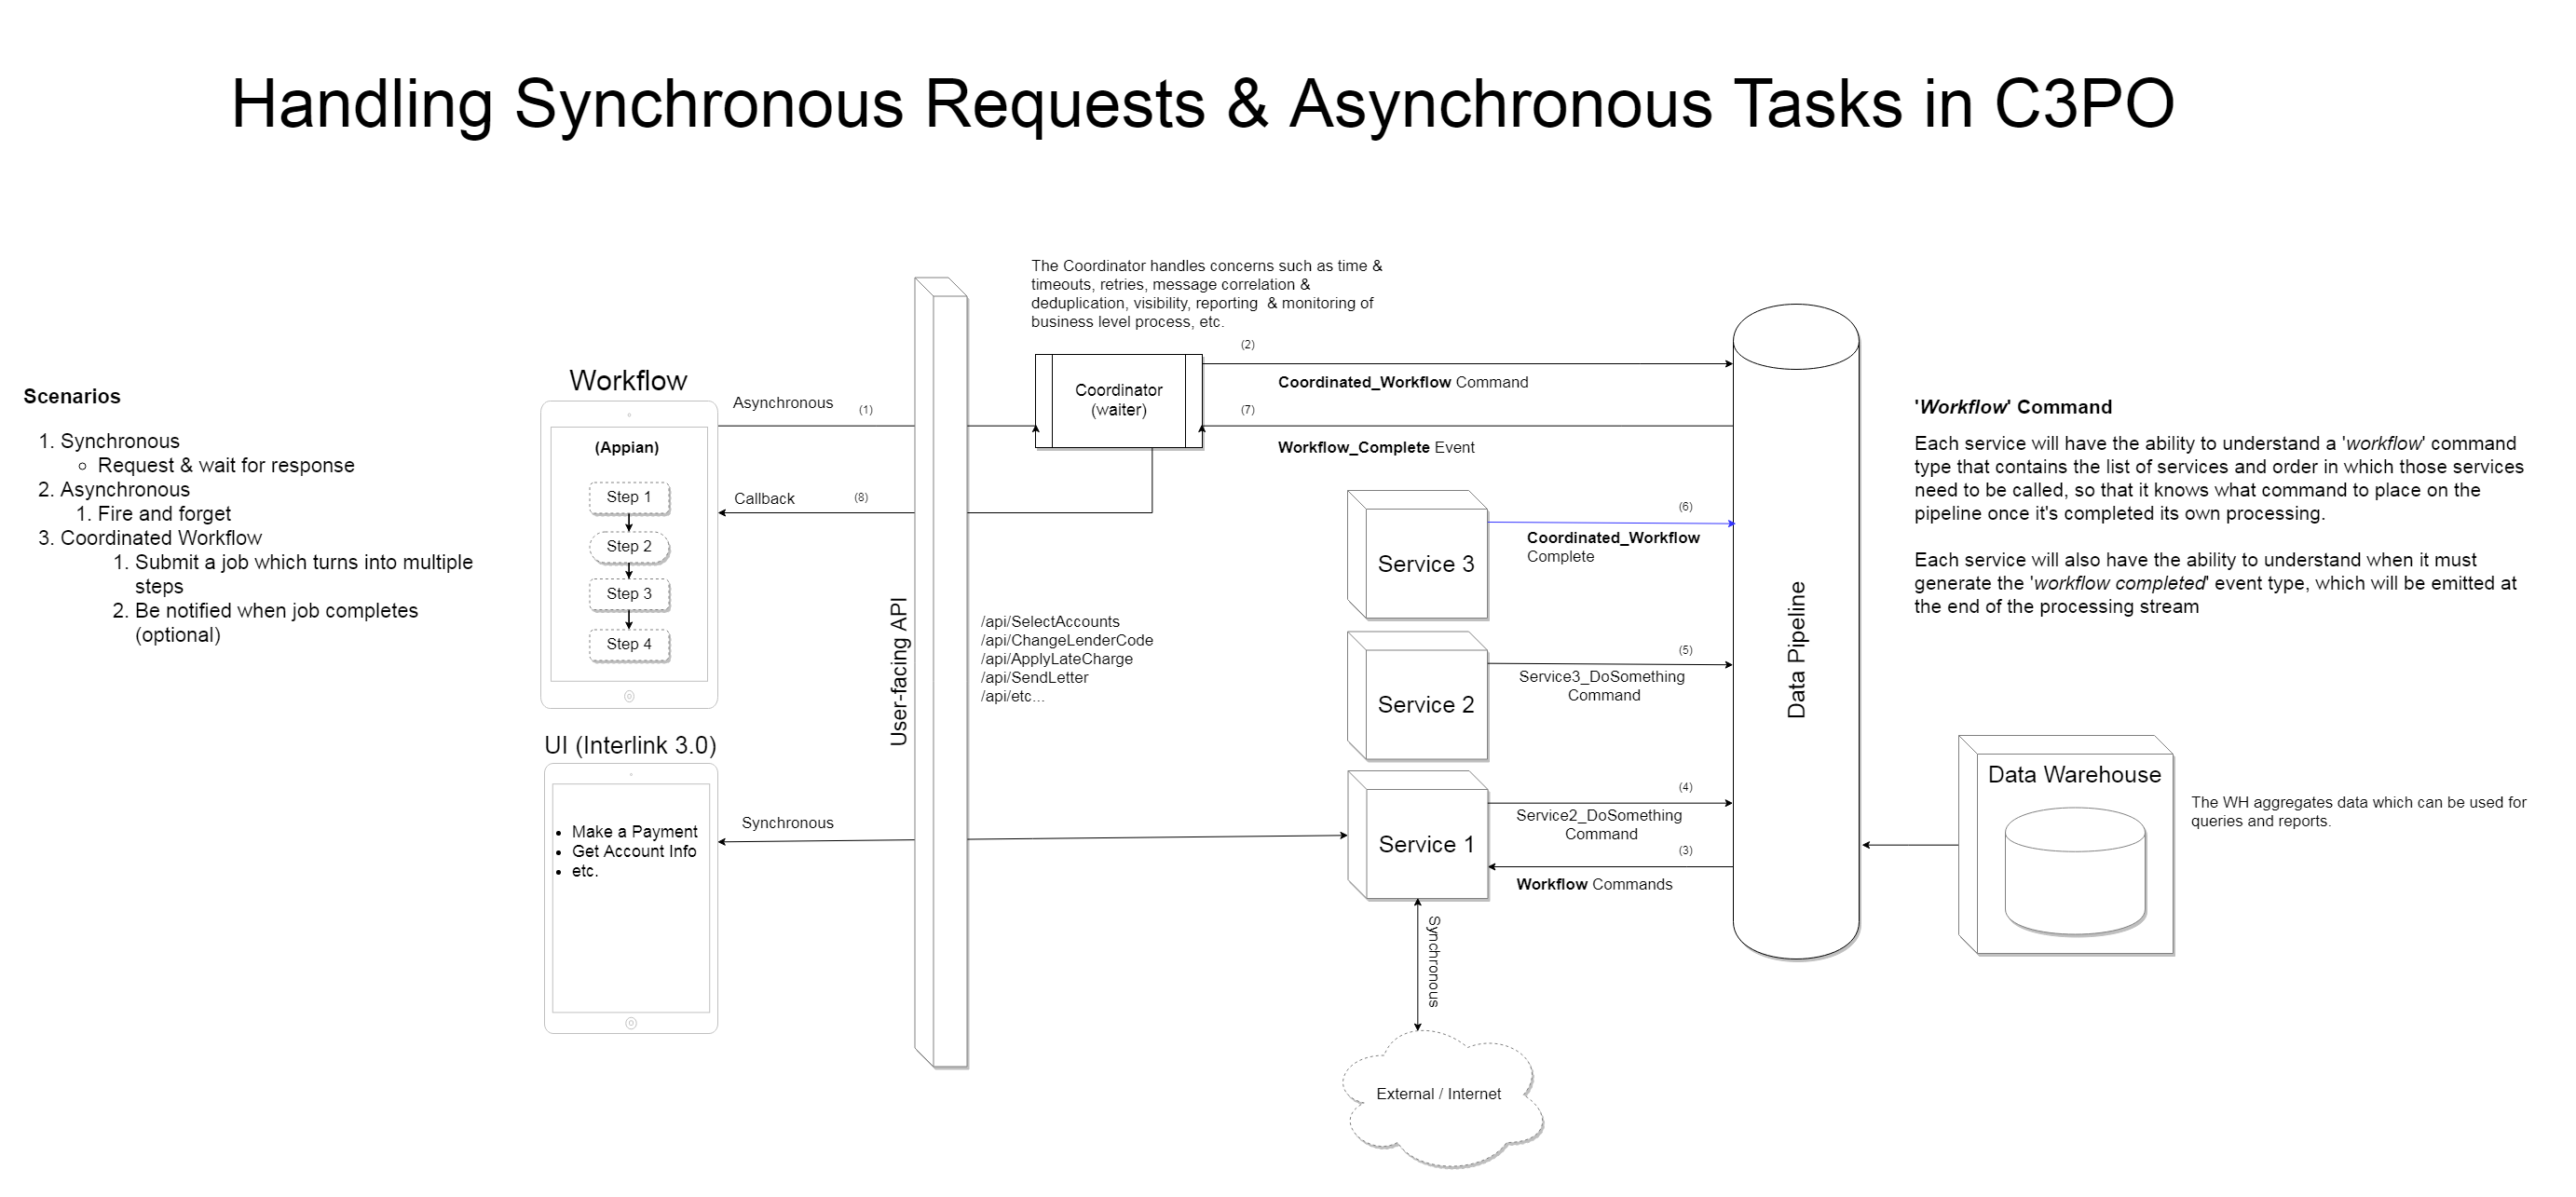 Handling Synchronous Requests & Asynchronous Tasks in C3PO
Scenarios
1. Synchronous
Request & wait for response
2. Asynchronous
1. Fire and forget
3. Coordinated Workflow
1. Submit a job which turns into multiple
steps
2. Be notified when job completes
(optional)
Workflow
(Appian)
Step 1
Step 2
Step 3
Step 4
UI (Interlink 3.0)
Make a Payment
Get Account Info
etc.
Asynchronous
(1)
Callback
(8)
Synchronous
User-facing API
The Coordinator handles concerns such as time &
timeouts, retries, message correlation &
deduplication, visibility, reporting & monitoring of
business level process, etc.
Coordinator
(waiter)
(2)
Coordinated_Workflow Command
(7)
Workflow_Complete Event
/api/SelectAccounts
/api/ChangeLenderCode
/api/ApplyLateCharge
/api/SendLetter
/api/etc...
Service 3
(6)
Coordinated_Workflow
Complete
Service 2
(5)
Service3_DoSomething
Command
Service 1
(4)
Service2_DoSomething
Command
(3)
Workflow Commands
Synchronous
External / Internet
Data Pipeline
'Workflow' Command
Each service will have the ability to understand a 'workflow' command
type that contains the list of services and order in which those services
need to be called, so that it knows what command to place on the
pipeline once it's completed its own processing.
Each service will also have the ability to understand when it must
generate the 'workflow completed' event type, which will be emitted at
the end of the processing stream
Data Warehouse
The WH aggregates data which can be used for
queries and reports.